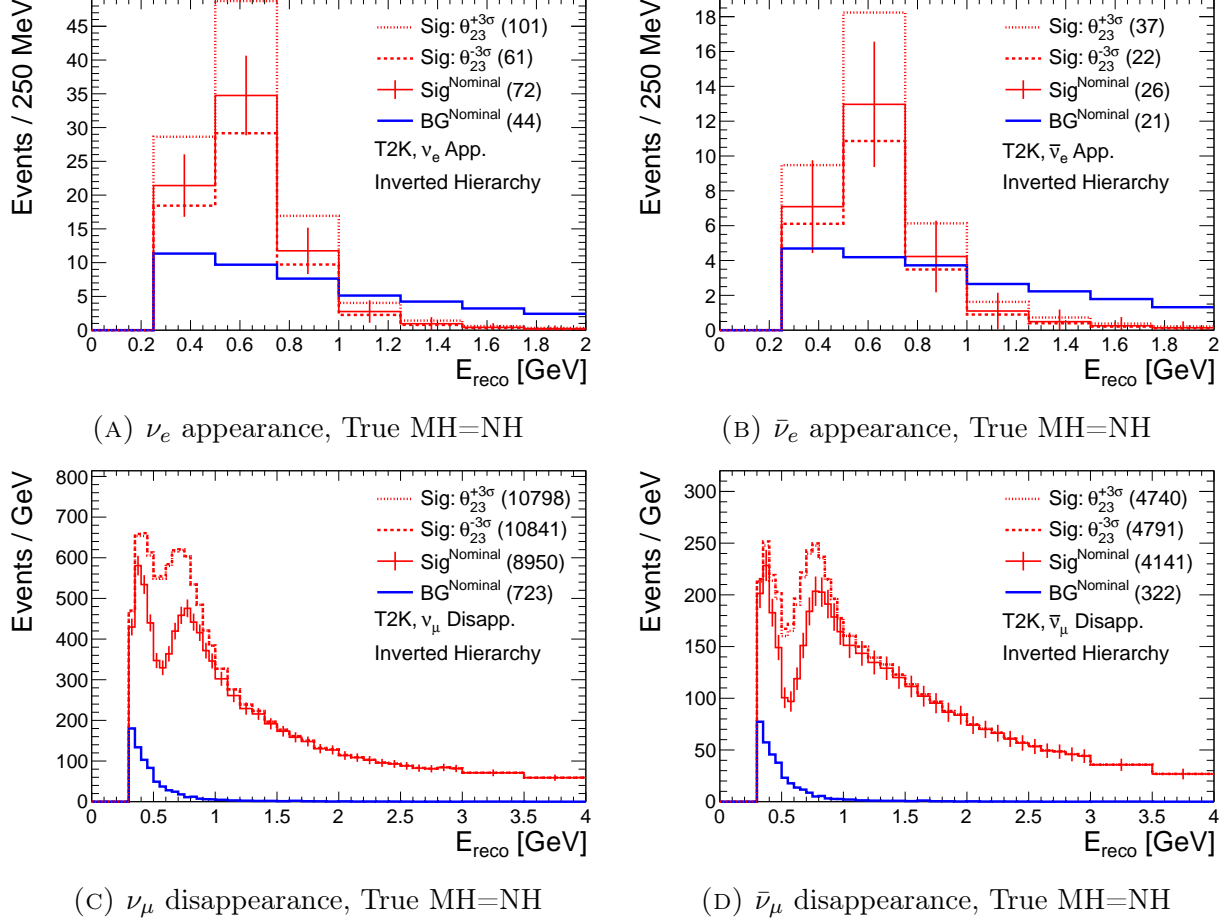 Events / 250 MeV
45
40
35
30
25
20
15
10
5
0
Sig: θ₂₃⁺³σ (101)
Sig: θ₂₃⁻³σ (61)
Sigᴺᵒᵐⁱⁿᵃˡ (72)
BGᴺᵒᵐⁱⁿᵃˡ (44)
T2K, νₑ App.
Inverted Hierarchy
0 0.2 0.4 0.6 0.8 1 1.2 1.4 1.6 1.8 2
E_reco [GeV]
(A) νₑ appearance, True MH=NH
Events / 250 MeV
18
16
14
12
10
8
6
4
2
0
Sig: θ₂₃⁺³σ (37)
Sig: θ₂₃⁻³σ (22)
Sigᴺᵒᵐⁱⁿᵃˡ (26)
BGᴺᵒᵐⁱⁿᵃˡ (21)
T2K, ν̄ₑ App.
Inverted Hierarchy
0 0.2 0.4 0.6 0.8 1 1.2 1.4 1.6 1.8 2
E_reco [GeV]
(B) ν̄ₑ appearance, True MH=NH
Events / GeV
800
700
600
500
400
300
200
100
0
Sig: θ₂₃⁺³σ (10798)
Sig: θ₂₃⁻³σ (10841)
Sigᴺᵒᵐⁱⁿᵃˡ (8950)
BGᴺᵒᵐⁱⁿᵃˡ (723)
T2K, ν_μ Disapp.
Inverted Hierarchy
0 0.5 1 1.5 2 2.5 3 3.5 4
E_reco [GeV]
(C) ν_μ disappearance, True MH=NH
Events / GeV
300
250
200
150
100
50
0
Sig: θ₂₃⁺³σ (4740)
Sig: θ₂₃⁻³σ (4791)
Sigᴺᵒᵐⁱⁿᵃˡ (4141)
BGᴺᵒᵐⁱⁿᵃˡ (322)
T2K, ν̄_μ Disapp.
Inverted Hierarchy
0 0.5 1 1.5 2 2.5 3 3.5 4
E_reco [GeV]
(D) ν̄_μ disappearance, True MH=NH